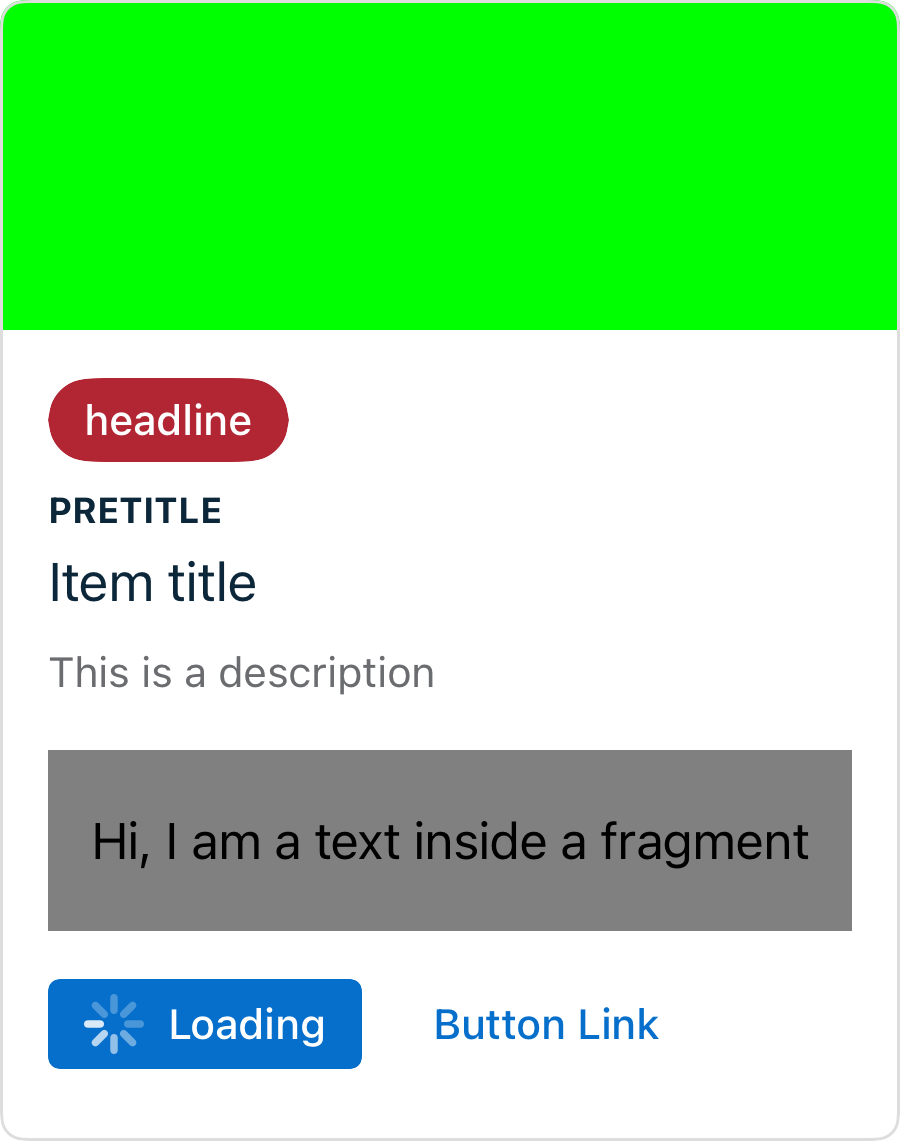 headline
PRETITLE
Item title
This is a description
Hi, I am a text inside a fragment
Loading
Button Link